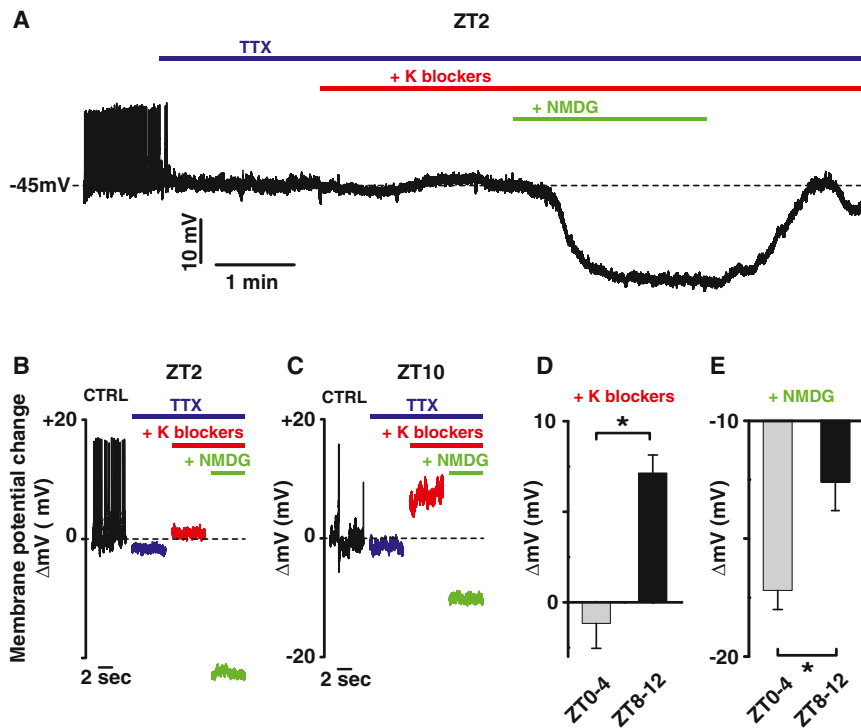 A
ZT2
TTX
+ K blockers
+ NMDG
-45mV
10 mV
1 min
B
ZT2
CTRL
TTX
+ K blockers
+ NMDG
Membrane potential change
ΔmV ( mV)
+20
0
-20
2 sec
C
ZT10
CTRL
TTX
+ K blockers
+ NMDG
+20
0
-20
2 sec
D
+ K blockers
*
ΔmV (mV)
10
0
ZT0-4
ZT8-12
E
+ NMDG
-10
ΔmV (mV)
-20
*
ZT0-4
ZT8-12